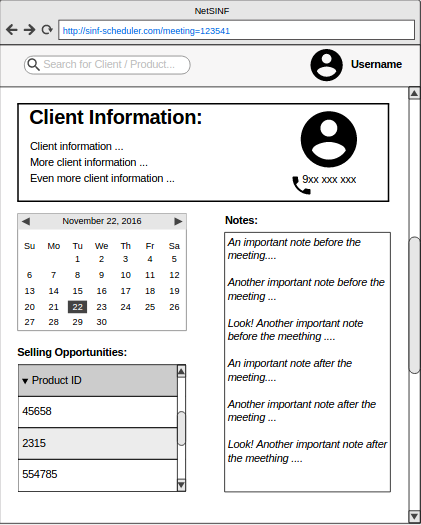 NetSINF
http://sinf-scheduler.com/meeting=123541
Search for Client / Product...
Username
Client Information:
Client information ...
More client information ...
Even more client information ...
9xx xxx xxx
November 22, 2016
Su Mo Tu We Th Fr Sa
1 2 3 4 5
6 7 8 9 10 11 12
13 14 15 16 17 18 19
20 21 22 23 24 25 26
27 28 29 30
Selling Opportunities:
Product ID
45658
2315
554785
Notes:
An important note before the
meeting....
Another important note before the
meeting ...
Look! Another important note
before the meething ....
An important note after the
meeting....
Another important note after the
meeting ...
Look! Another important note after
the meething ....